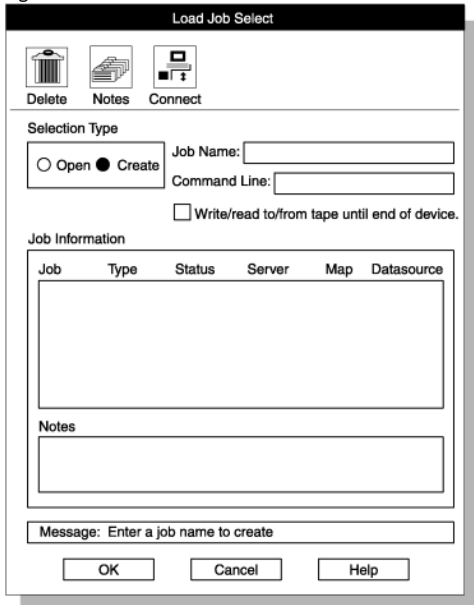 Load Job Select
Delete Notes Connect
Selection Type
Open Create
Job Name:
Command Line:
Write/read to/from tape until end of device.
Job Information
Job Type Status Server Map Datasource
Notes
Message: Enter a job name to create
OK Cancel Help